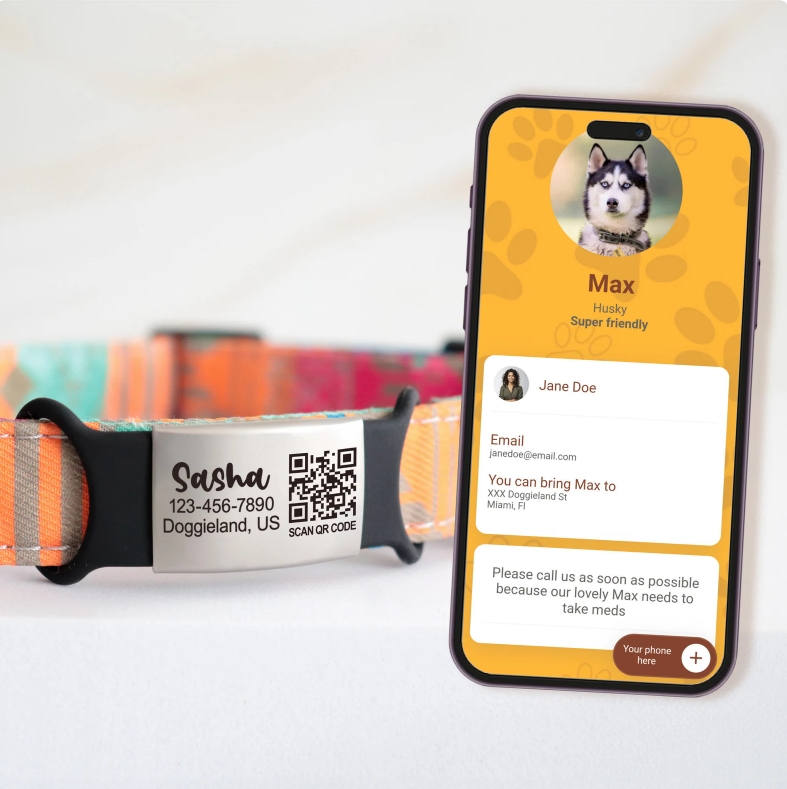 Sasha
123-456-7890
Doggieland, US
SCAN QR CODE
Max
Husky
Super friendly
Jane Doe
Email
janedoe@email.com
You can bring Max to
XXX Doggieland St
Miami, Fl
Please call us as soon as possible
because our lovely Max needs to
take meds
Your phone
here